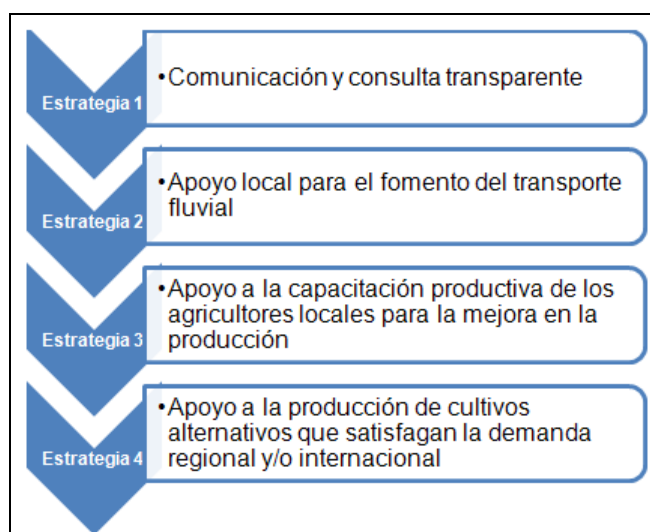 Estrategia 1
•Comunicación y consulta transparente
Estrategia 2
•Apoyo local para el fomento del transporte
fluvial
Estrategia 3
•Apoyo a la capacitación productiva de los
agricultores locales para la mejora en la
producción
Estrategia 4
•Apoyo a la producción de cultivos
alternativos que satisfagan la demanda
regional y/o internacional